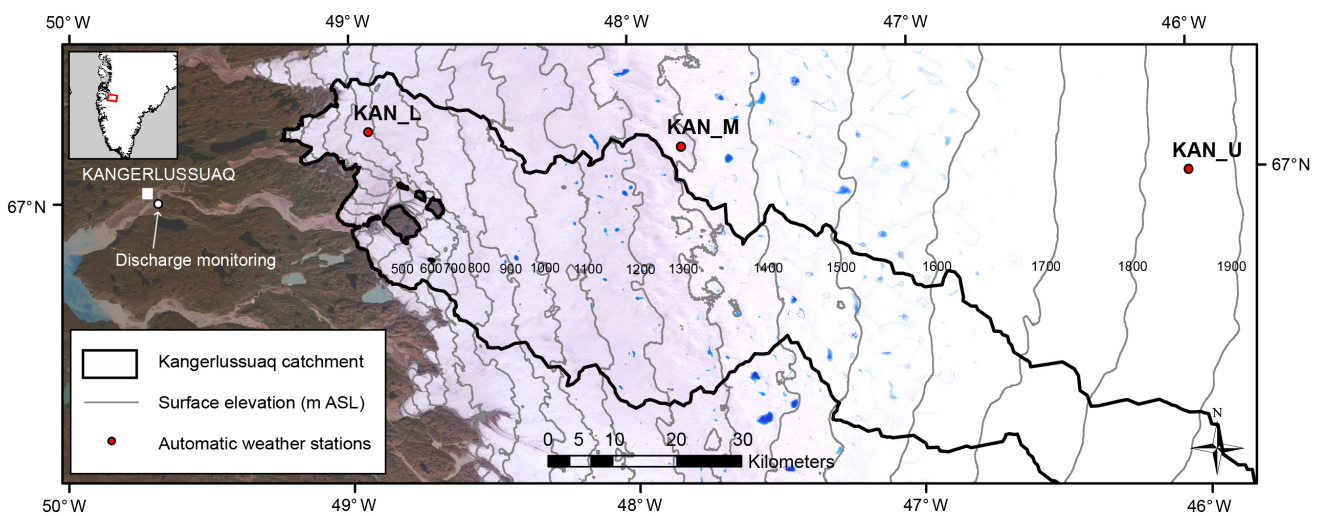 50°W 49°W 48°W 47°W 46°W
KAN_L
KAN_M
KAN_U
KANGERLUSSUAQ
67°N
67°N
Discharge monitoring
500 600 700 800 900 1000 1100 1200 1300 1400 1500 1600 1700 1800 1900
Kangerlussuaq catchment
Surface elevation (m ASL)
Automatic weather stations
N
0 5 10 20 30
Kilometers
50°W 49°W 48°W 47°W 46°W